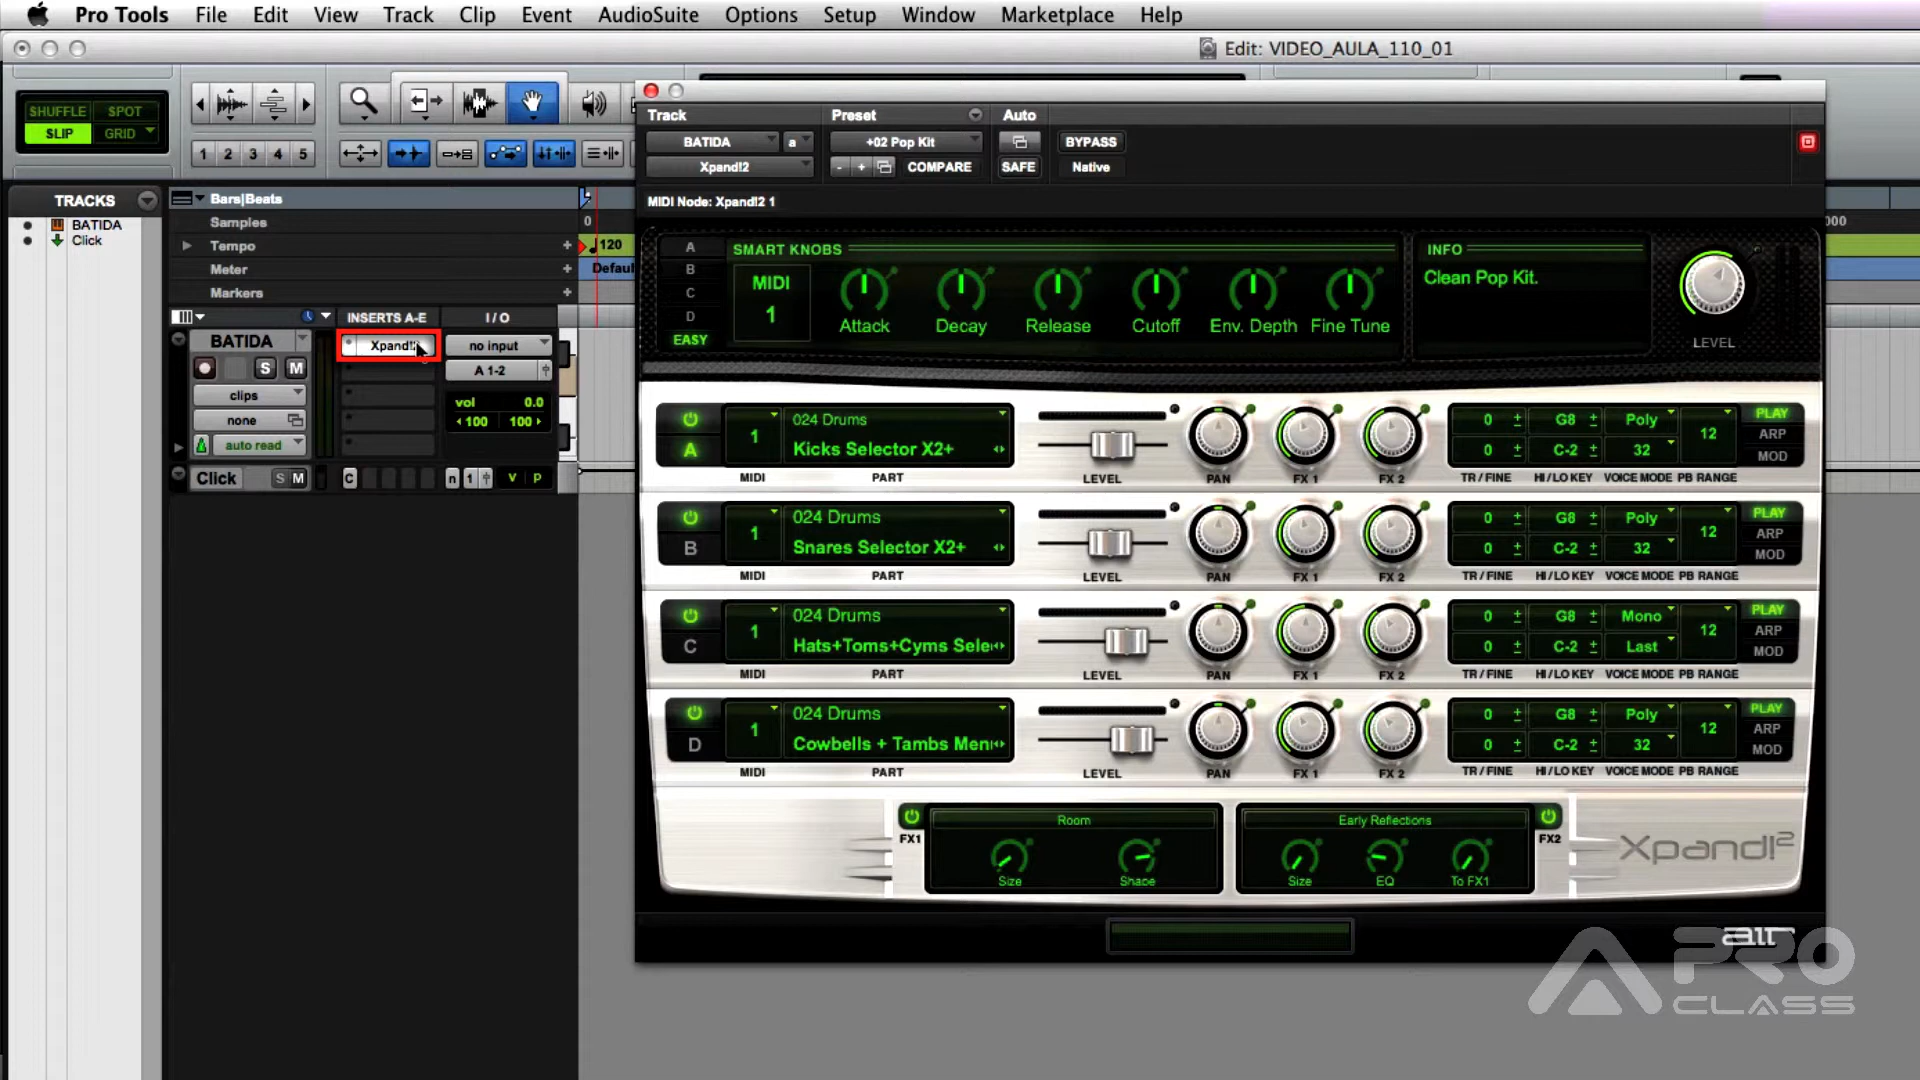 Pro Tools File Edit View Track Clip Event AudioSuite Options Setup Window Marketplace Help
Edit: VIDEO_AULA_110_01
SHUFFLE SPOT
SLIP GRID
1 2 3 4 5
TRACKS
BATIDA
Click
Bars|Beats
Samples 0
Tempo + 120
Meter + Defaul
Markers +
INSERTS A-E I / O
BATIDA
S M
clips
none
auto read
Xpand!2
no input
A 1-2
vol 0.0
100 100
Click S M C n 1 V P
Track Preset Auto
BATIDA a +02 Pop Kit BYPASS
Xpand!2 - + COMPARE SAFE Native
MIDI Node: Xpand!2 1
000
A
B
C
D
EASY
SMART KNOBS
MIDI
1
Attack Decay Release Cutoff Env. Depth Fine Tune
INFO
Clean Pop Kit.
LEVEL
A 1 024 Drums
Kicks Selector X2+
0 ± G8 ± Poly 12 PLAY
0 ± C-2 ± 32 ARP
MOD
MIDI PART LEVEL PAN FX 1 FX 2 TR / FINE HI / LO KEY VOICE MODE PB RANGE
B 1 024 Drums
Snares Selector X2+
0 ± G8 ± Poly 12 PLAY
0 ± C-2 ± 32 ARP
MOD
MIDI PART LEVEL PAN FX 1 FX 2 TR / FINE HI / LO KEY VOICE MODE PB RANGE
C 1 024 Drums
Hats+Toms+Cyms Sele
0 ± G8 ± Mono 12 PLAY
0 ± C-2 ± Last ARP
MOD
MIDI PART LEVEL PAN FX 1 FX 2 TR / FINE HI / LO KEY VOICE MODE PB RANGE
D 1 024 Drums
Cowbells + Tambs Men
0 ± G8 ± Poly 12 PLAY
0 ± C-2 ± 32 ARP
MOD
MIDI PART LEVEL PAN FX 1 FX 2 TR / FINE HI / LO KEY VOICE MODE PB RANGE
FX1 Room
Size Shape
Early Reflections FX2
Size EQ To FX1
Xpand!2
air
PRO
CLASS